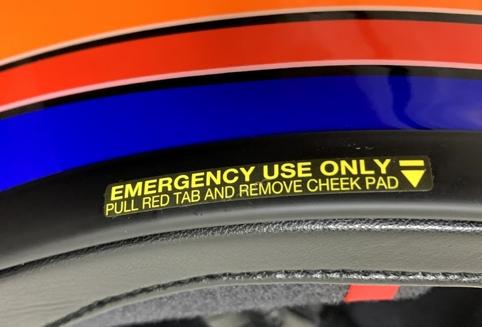 EMERGENCY USE ONLY
PULL RED TAB AND REMOVE CHEEK PAD